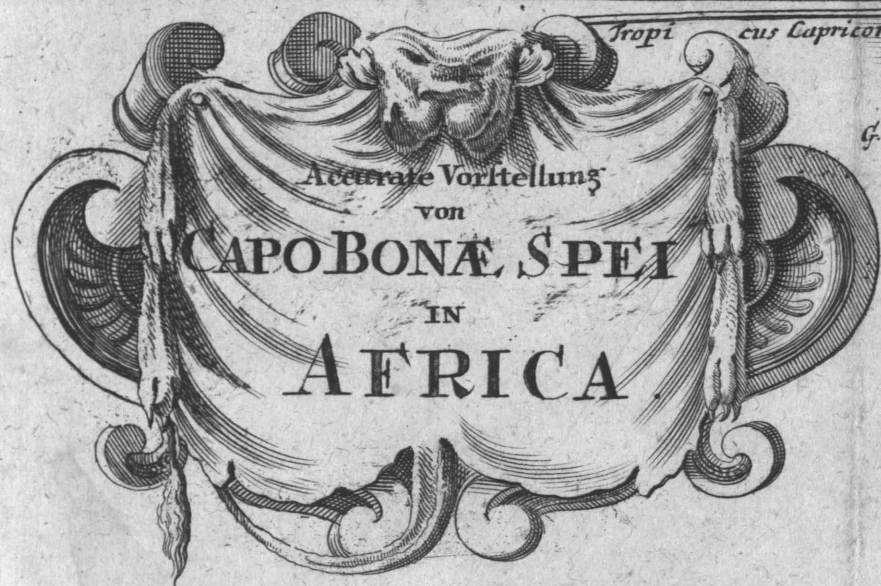 Tropi cus Capricor
G.
Accurate Vorstellung
von
CAPO BONÆ SPEI
IN
AFRICA.